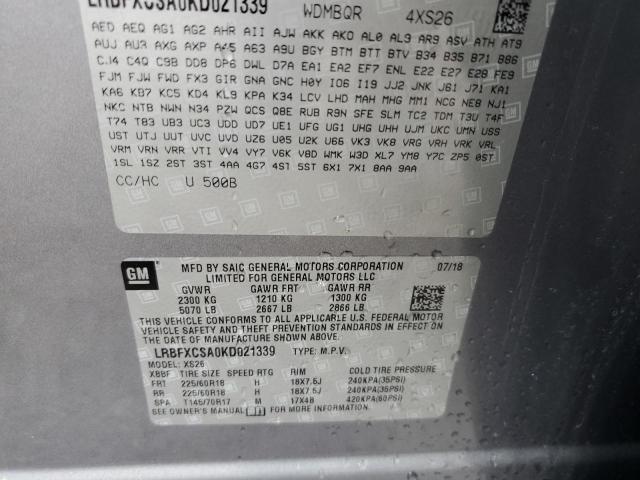 LRBFXCSA0KD021339 WDMBQR 4XS26
AED AEQ AG1 AG2 AHR AII AJW AKK AKO AL0 AL9 AR9 ASV ATH AT9
AUJ AU3 AXG AXP A45 A63 A9U BGY BTM BTT BTV B34 B35 B71 B86
CJ4 C4Q C9B DD8 DP6 DWL D7A EA1 EA2 EF7 ENL E22 E27 E28 FE9
FJM FJW FWD FX3 GIR GNA GNC H0Y IO6 I19 JJ2 JNK J61 J71 KA1
KA6 KB7 KC5 KD4 KL9 KPA K34 LCV LHD MAH MHG MM1 NCG NE8 NJ1
NKC NTB NWN N34 PZW QCS Q8E RUB R9N SFE SLM TC2 TDM T3U T4F
T74 T83 UB3 UC3 UDD UD7 UE1 UFG UG1 UHG UHH UJM UKC UMN USS
UST UTJ UUT UVC UVD UZ6 U05 U2K U66 VK3 VK8 VRG VRH VRK VRL
VRM VRN VRR VTI VV4 VY7 V6K V8D WMK W3D XL7 YM8 Y7C ZP5 0ST
1SL 1SZ 2ST 3ST 4AA 4G7 4ST 5ST 6X1 7X1 8AA 9AA
CC/HC U 500B
GM
MFD BY SAIC GENERAL MOTORS CORPORATION 07/18
LIMITED FOR GENERAL MOTORS LLC
GVWR GAWR FRT GAWR RR
2300 KG 1210 KG 1300 KG
5070 LB 2667 LB 2866 LB
THIS VEHICLE CONFORMS TO ALL APPLICABLE U.S. FEDERAL MOTOR
VEHICLE SAFETY AND THEFT PREVENTION STANDARDS IN EFFECT ON
THE DATE OF MANUFACTURE SHOWN ABOVE.
LRBFXCSA0KD021339 TYPE: M.P.V.
MODEL: XS26
XBBF TIRE SIZE SPEED RTG RIM COLD TIRE PRESSURE
FRT 225/60R18 H 18X7.5J 240KPA(35PSI)
RR 225/60R18 H 18X7.5J 240KPA(35PSI)
SPA T145/70R17 M 17X4B 420KPA(60PSI)
SEE OWNER'S MANUAL FOR MORE INFORMATION.